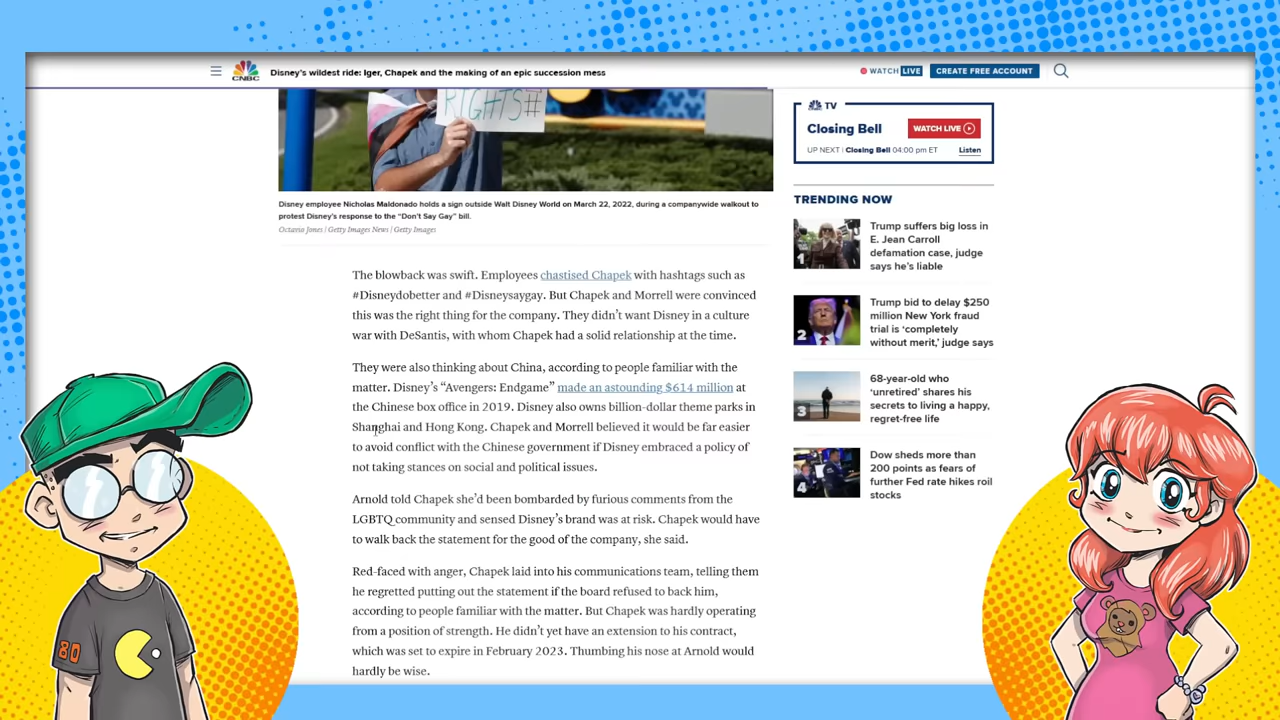 CNBC
Disney's wildest ride: Iger, Chapek and the making of an epic succession mess
WATCH LIVE
CREATE FREE ACCOUNT
RIGHTS#
Disney employee Nicholas Maldonado holds a sign outside Walt Disney World on March 22, 2022, during a companywide walkout to
protest Disney's response to the “Don't Say Gay” bill.
Octavio Jones | Getty Images News | Getty Images
The blowback was swift. Employees chastised Chapek with hashtags such as
#Disneydobetter and #Disneysaygay. But Chapek and Morrell were convinced
this was the right thing for the company. They didn’t want Disney in a culture
war with DeSantis, with whom Chapek had a solid relationship at the time.
They were also thinking about China, according to people familiar with the
matter. Disney’s “Avengers: Endgame” made an astounding $614 million at
the Chinese box office in 2019. Disney also owns billion-dollar theme parks in
Shanghai and Hong Kong. Chapek and Morrell believed it would be far easier
to avoid conflict with the Chinese government if Disney embraced a policy of
not taking stances on social and political issues.
Arnold told Chapek she’d been bombarded by furious comments from the
LGBTQ community and sensed Disney’s brand was at risk. Chapek would have
to walk back the statement for the good of the company, she said.
Red-faced with anger, Chapek laid into his communications team, telling them
he regretted putting out the statement if the board refused to back him,
according to people familiar with the matter. But Chapek was hardly operating
from a position of strength. He didn’t yet have an extension to his contract,
which was set to expire in February 2023. Thumbing his nose at Arnold would
hardly be wise.
TV
Closing Bell
WATCH LIVE
UP NEXT | Closing Bell 04:00 pm ET
Listen
TRENDING NOW
1
Trump suffers big loss in
E. Jean Carroll
defamation case, judge
says he’s liable
2
Trump bid to delay $250
million New York fraud
trial is ‘completely
without merit,’ judge says
3
68-year-old who
‘unretired’ shares his
secrets to living a happy,
regret-free life
4
Dow sheds more than
200 points as fears of
further Fed rate hikes roil
stocks
80